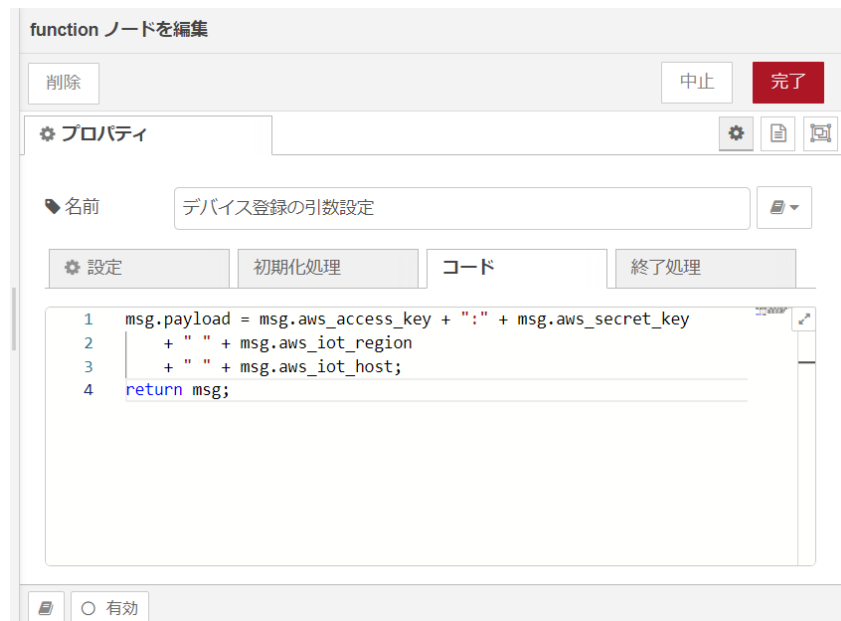 function ノードを編集
削除
中止
完了
プロパティ
名前
デバイス登録の引数設定
設定
初期化処理
コード
終了処理
1 msg.payload = msg.aws_access_key + ":" + msg.aws_secret_key
2 + " " + msg.aws_iot_region
3 + " " + msg.aws_iot_host;
4 return msg;
有効